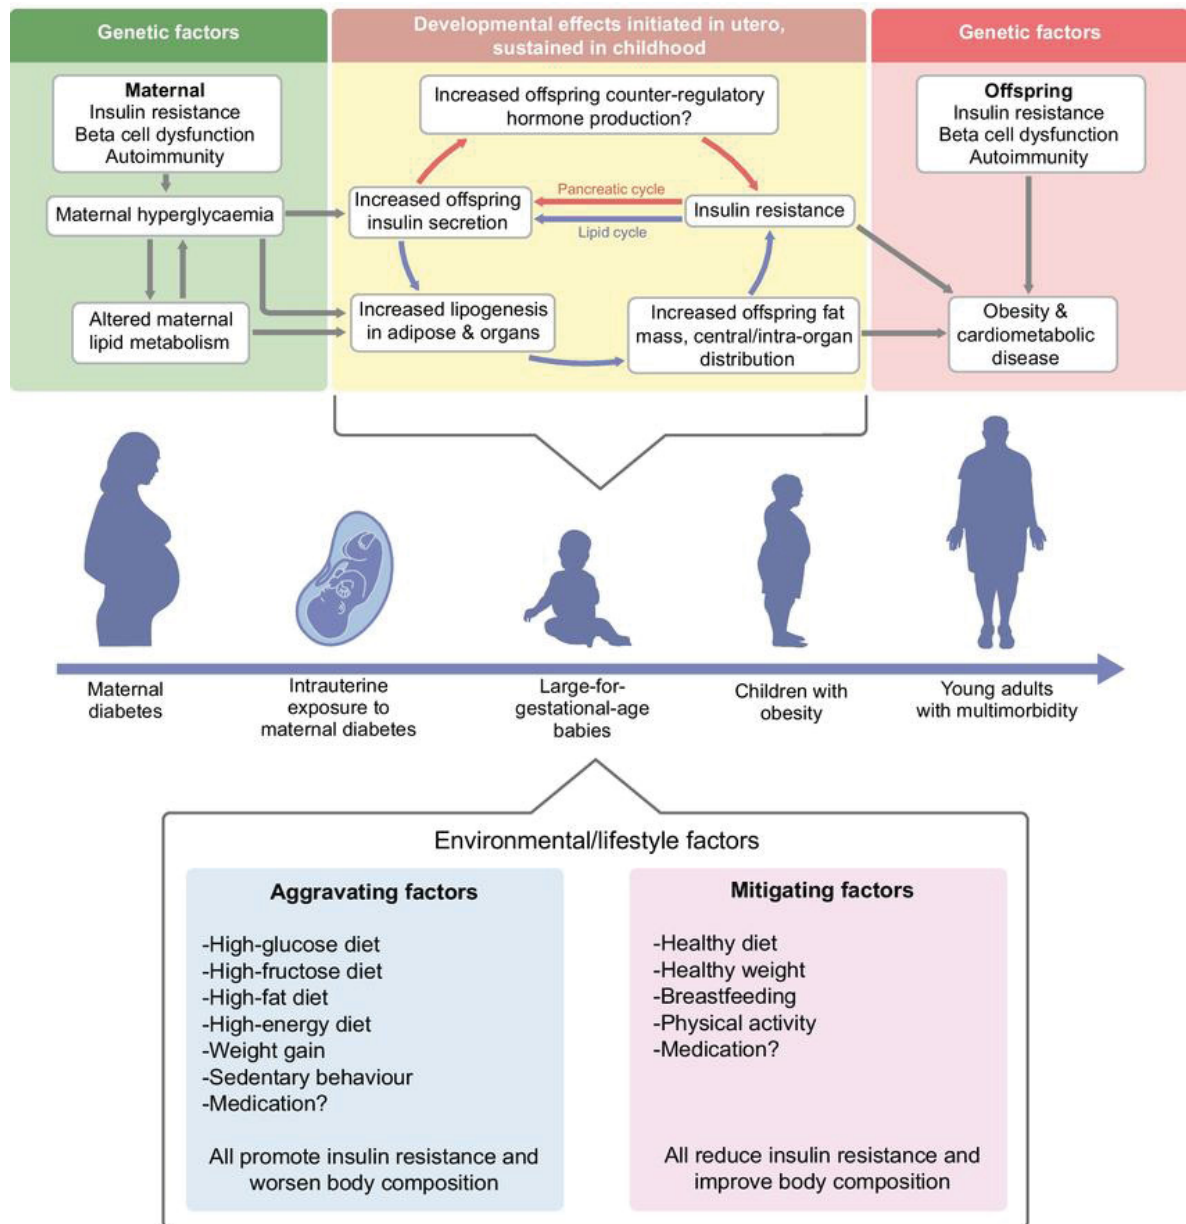 Genetic factors
Developmental effects initiated in utero,
sustained in childhood
Genetic factors
Maternal
Insulin resistance
Beta cell dysfunction
Autoimmunity
Increased offspring counter-regulatory
hormone production?
Offspring
Insulin resistance
Beta cell dysfunction
Autoimmunity
Maternal hyperglycaemia
Increased offspring
insulin secretion
Pancreatic cycle
Lipid cycle
Insulin resistance
Altered maternal
lipid metabolism
Increased lipogenesis
in adipose & organs
Increased offspring fat
mass, central/intra-organ
distribution
Obesity &
cardiometabolic
disease
Maternal
diabetes
Intrauterine
exposure to
maternal diabetes
Large-for-
gestational-age
babies
Children with
obesity
Young adults
with multimorbidity
Environmental/lifestyle factors
Aggravating factors
-High-glucose diet
-High-fructose diet
-High-fat diet
-High-energy diet
-Weight gain
-Sedentary behaviour
-Medication?
All promote insulin resistance and
worsen body composition
Mitigating factors
-Healthy diet
-Healthy weight
-Breastfeeding
-Physical activity
-Medication?
All reduce insulin resistance and
improve body composition